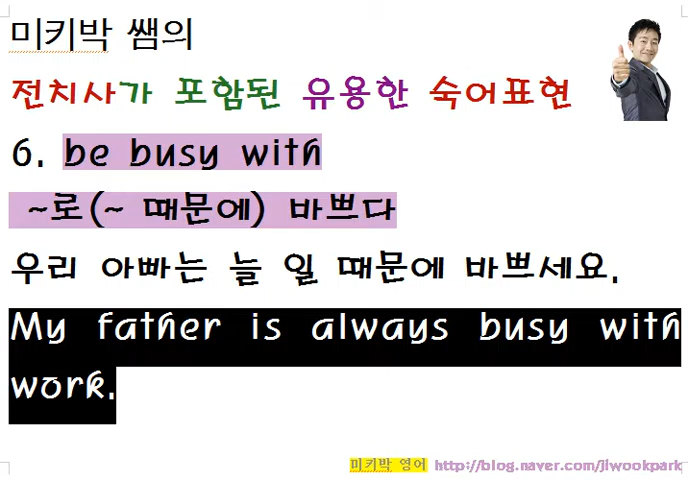 미키박 쌤의
전치사가 포함된 유용한 숙어표현
6. be busy with
~로(~ 때문에) 바쁘다
우리 아빠는 늘 일 때문에 바쁘세요.
My father is always busy with
work.
미키박 영어 http://blog.naver.com/jiwookpark